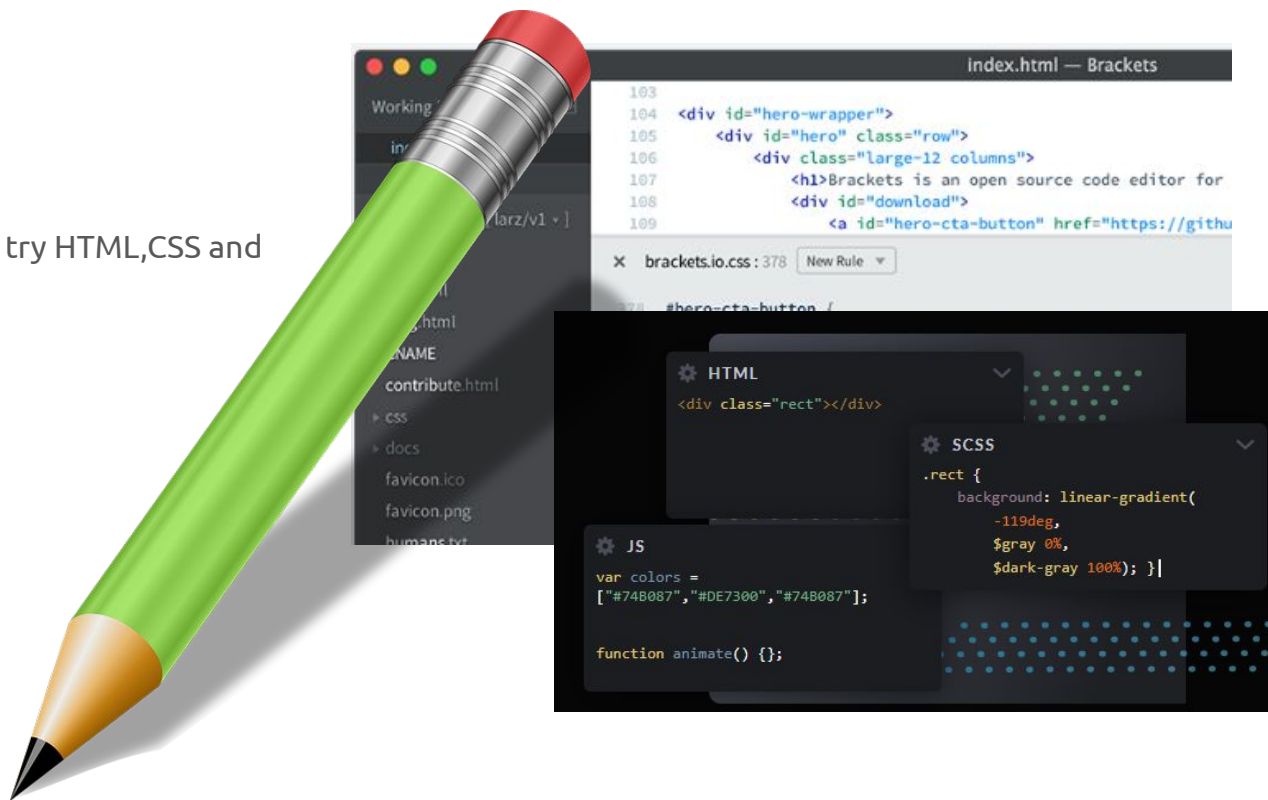 try HTML,CSS and
index.html — Brackets
Working
larz/v1
.html
contribute.html
css
docs
favicon.ico
favicon.png
humans.txt
103
104 <div id="hero-wrapper">
105 <div id="hero" class="row">
106 <div class="large-12 columns">
107 <h1>Brackets is an open source code editor for
108 <div id="download">
109 <a id="hero-cta-button" href="https://githu
brackets.io.css : 378 New Rule
378 #hero-cta-button {
HTML
<div class="rect"></div>
SCSS
.rect {
background: linear-gradient(
-119deg,
$gray 0%,
$dark-gray 100%); }
JS
var colors =
["#74B087","#DE7300","#74B087"];
function animate() {};